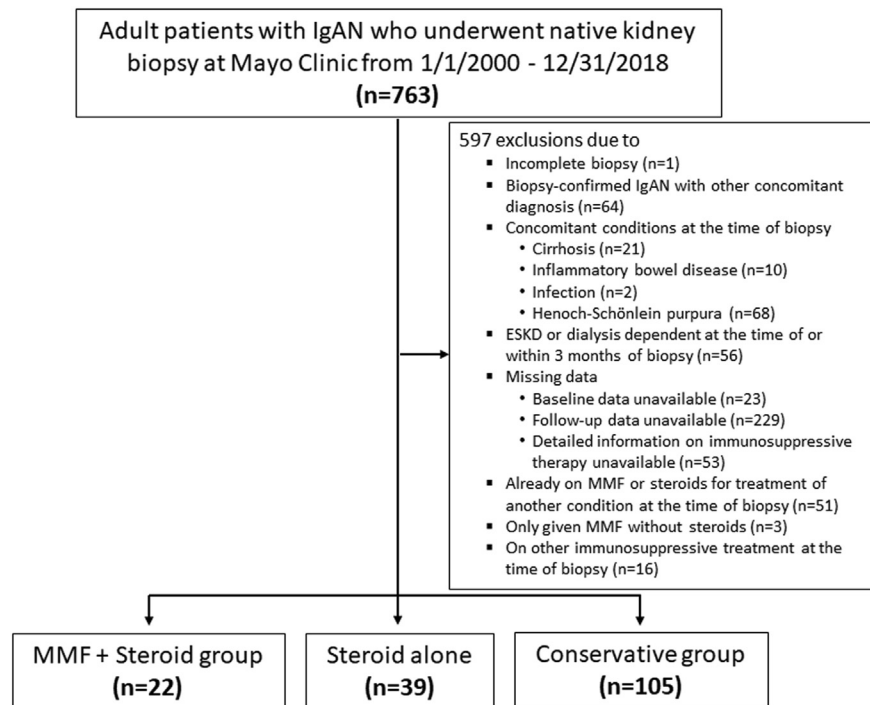 Adult patients with IgAN who underwent native kidney
biopsy at Mayo Clinic from 1/1/2000 - 12/31/2018
(n=763)
597 exclusions due to
▪ Incomplete biopsy (n=1)
▪ Biopsy-confirmed IgAN with other concomitant
diagnosis (n=64)
▪ Concomitant conditions at the time of biopsy
• Cirrhosis (n=21)
• Inflammatory bowel disease (n=10)
• Infection (n=2)
• Henoch-Schönlein purpura (n=68)
▪ ESKD or dialysis dependent at the time of or
within 3 months of biopsy (n=56)
▪ Missing data
• Baseline data unavailable (n=23)
• Follow-up data unavailable (n=229)
• Detailed information on immunosuppressive
therapy unavailable (n=53)
▪ Already on MMF or steroids for treatment of
another condition at the time of biopsy (n=51)
▪ Only given MMF without steroids (n=3)
▪ On other immunosuppressive treatment at the
time of biopsy (n=16)
MMF + Steroid group
(n=22)
Steroid alone
(n=39)
Conservative group
(n=105)